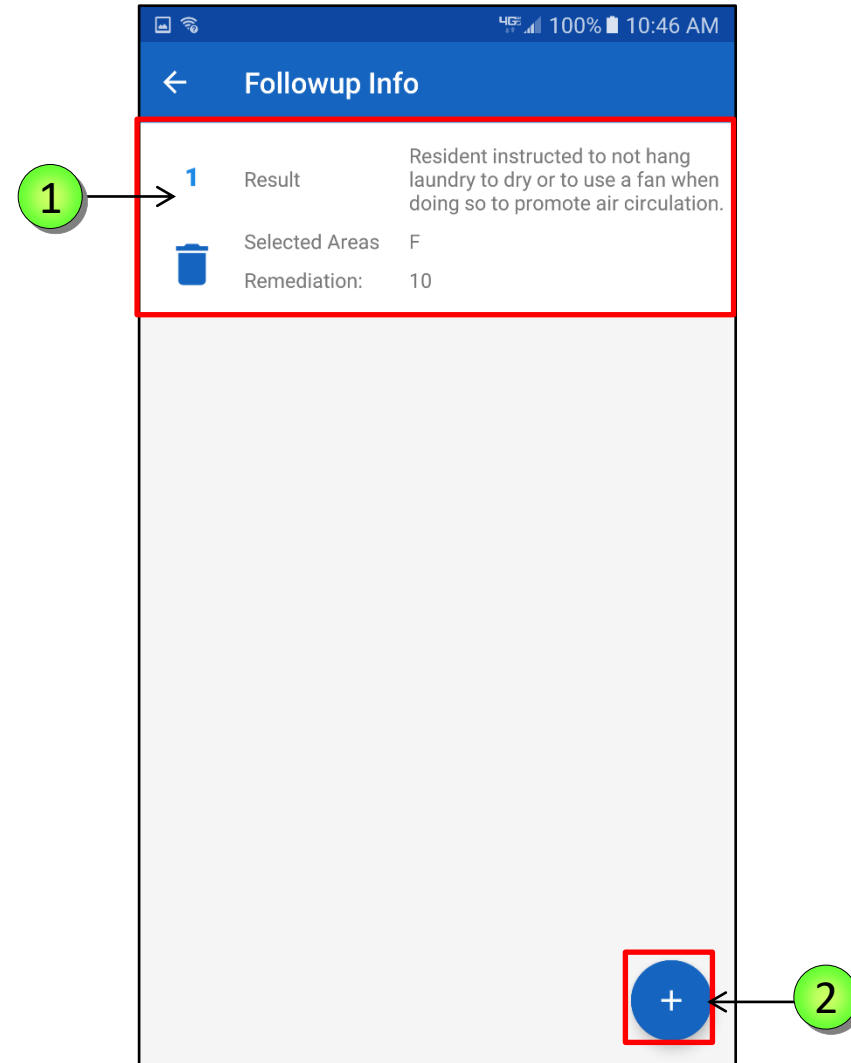 4GE 100% 10:46 AM
Followup Info
1
1 Result
Resident instructed to not hang
laundry to dry or to use a fan when
doing so to promote air circulation.
Selected Areas F
Remediation: 10
+
2